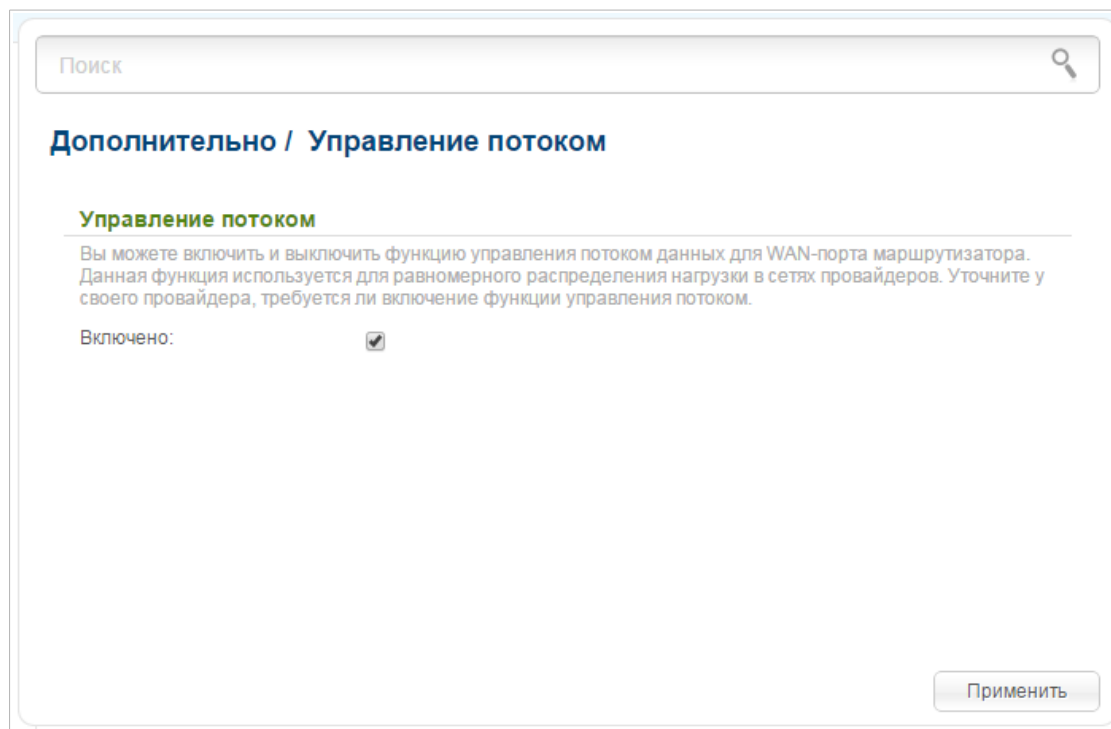 Поиск
Дополнительно / Управление потоком
Управление потоком
Вы можете включить и выключить функцию управления потоком данных для WAN-порта маршрутизатора.
Данная функция используется для равномерного распределения нагрузки в сетях провайдеров. Уточните у
своего провайдера, требуется ли включение функции управления потоком.
Включено:
Применить